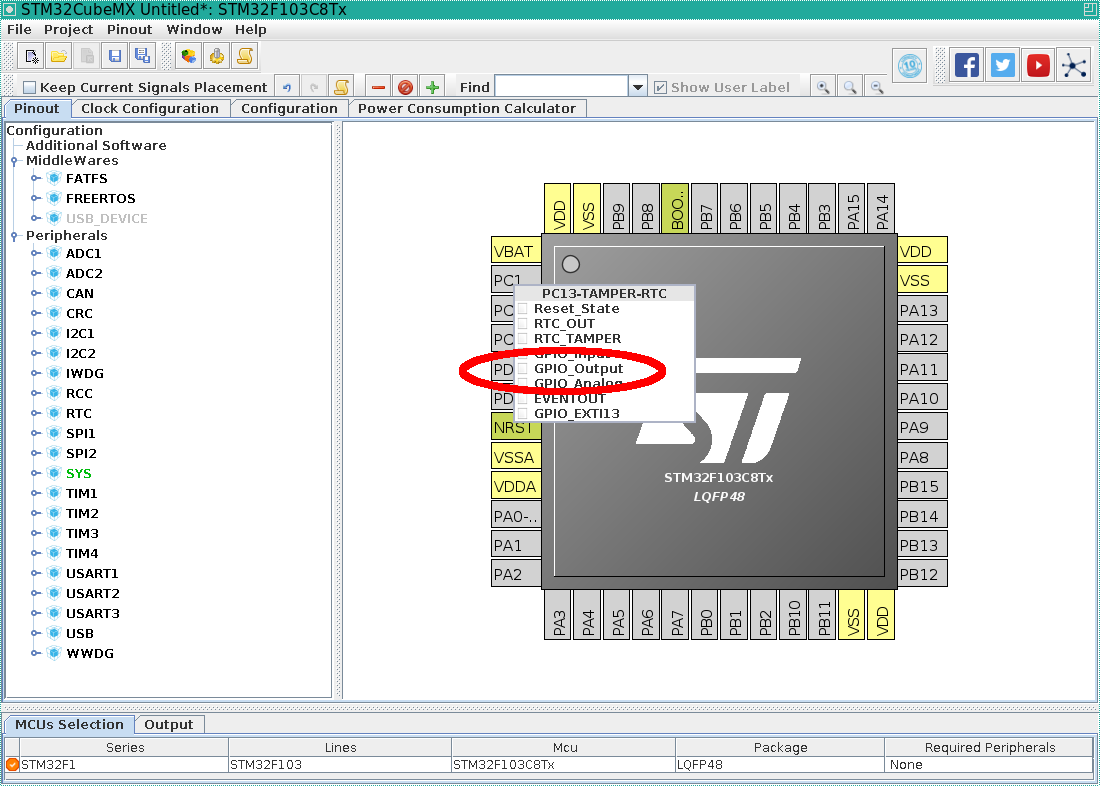 STM32CubeMX Untitled*: STM32F103C8Tx
File Project Pinout Window Help
Keep Current Signals Placement Find Show User Label
Pinout Clock Configuration Configuration Power Consumption Calculator
Configuration
Additional Software
MiddleWares
FATFS
FREERTOS
USB_DEVICE
Peripherals
ADC1
ADC2
CAN
CRC
I2C1
I2C2
IWDG
RCC
RTC
SPI1
SPI2
SYS
TIM1
TIM2
TIM3
TIM4
USART1
USART2
USART3
USB
WWDG
VDD VSS PB9 PB8 BOO.. PB7 PB6 PB5 PB4 PB3 PA15 PA14
VBAT
PC1
PC
PC
PD
PD
NRST
VSSA
VDDA
PA0-..
PA1
PA2
PC13-TAMPER-RTC
Reset_State
RTC_OUT
RTC_TAMPER
GPIO_Input
GPIO_Output
GPIO_Analog
EVENTOUT
GPIO_EXTI13
STM32F103C8Tx
LQFP48
VDD
VSS
PA13
PA12
PA11
PA10
PA9
PA8
PB15
PB14
PB13
PB12
PA3 PA4 PA5 PA6 PA7 PB0 PB1 PB2 PB10 PB11 VSS VDD
MCUs Selection Output
Series Lines Mcu Package Required Peripherals
STM32F1 STM32F103 STM32F103C8Tx LQFP48 None